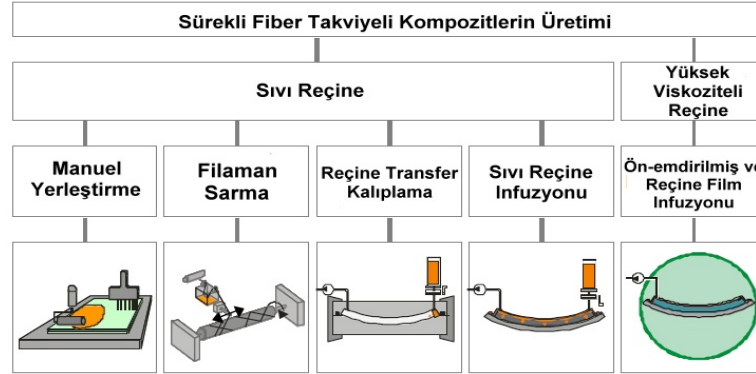 Sürekli Fiber Takviyeli Kompozitlerin Üretimi
Sıvı Reçine
Yüksek
Viskoziteli
Reçine
Manuel
Yerleştirme
Filaman
Sarma
Reçine Transfer
Kalıplama
Sıvı Reçine
Infuzyonu
Ön-emdirilmiş ve
Reçine Film
Infuzyonu